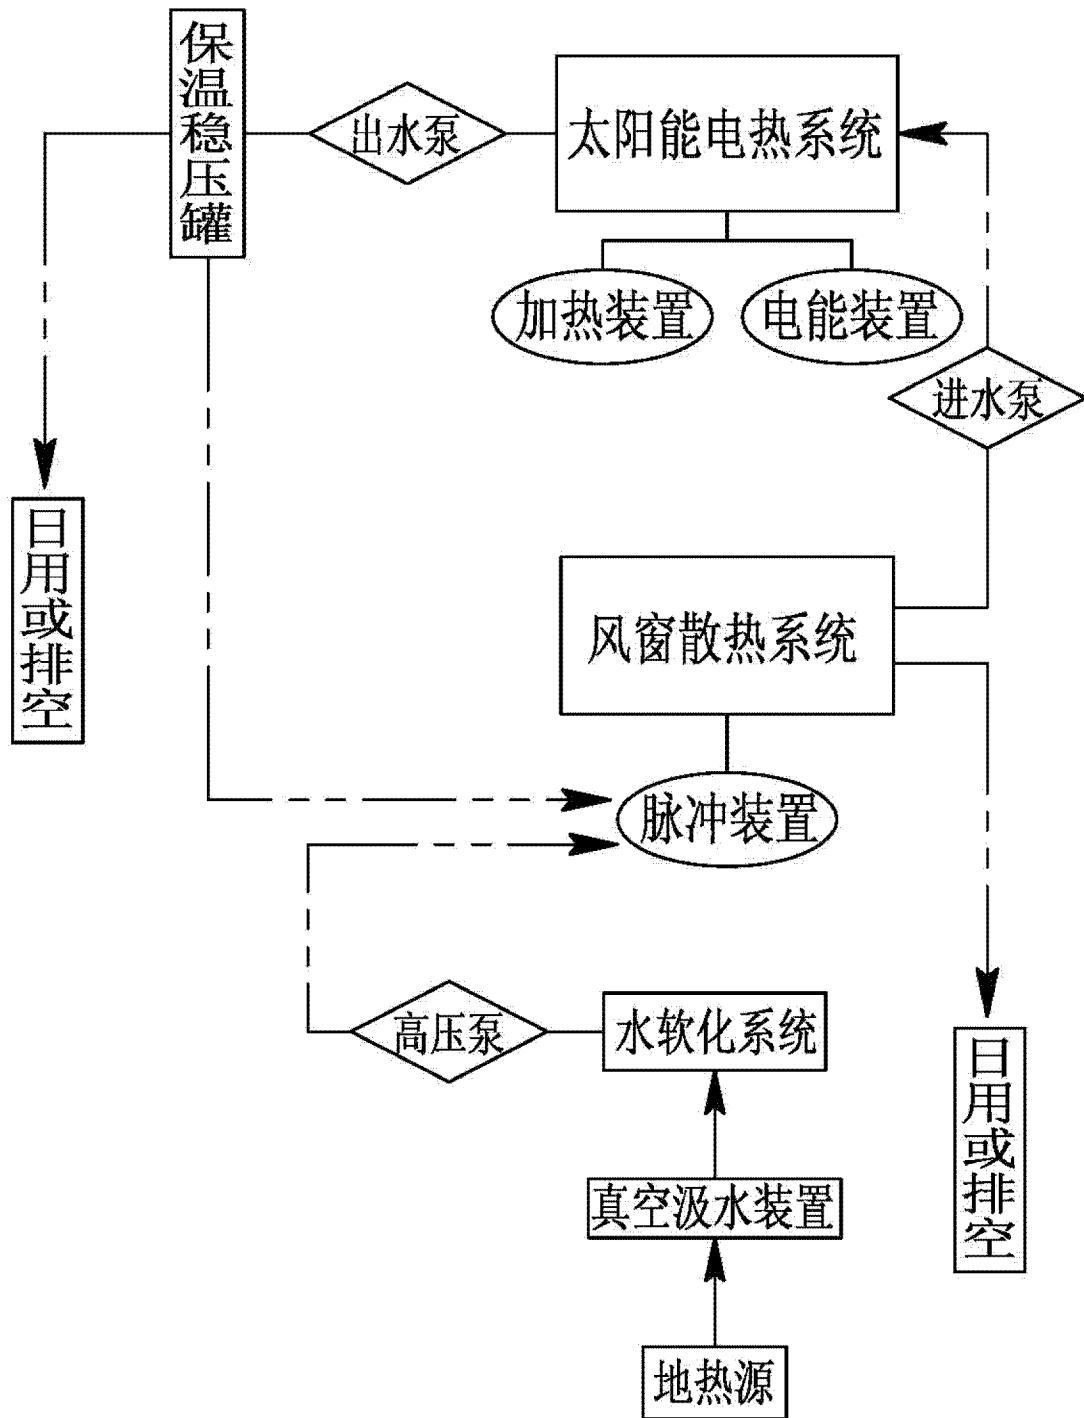 保温稳压罐
出水泵
太阳能电热系统
加热装置
电能装置
进水泵
日用或排空
风窗散热系统
脉冲装置
高压泵
水软化系统
日用或排空
真空汲水装置
地热源